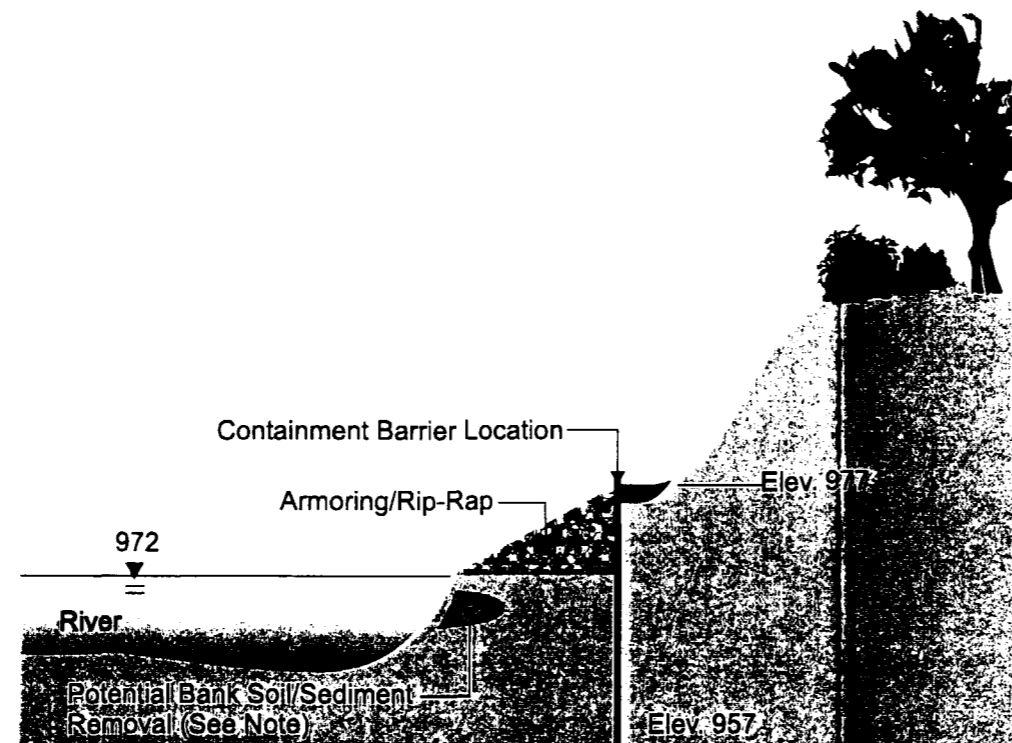 Containment Barrier Location
Elev. 977
Armoring/Rip-Rap
972
River
Potential Bank Soil/Sediment
Removal (See Note)
Elev. 957